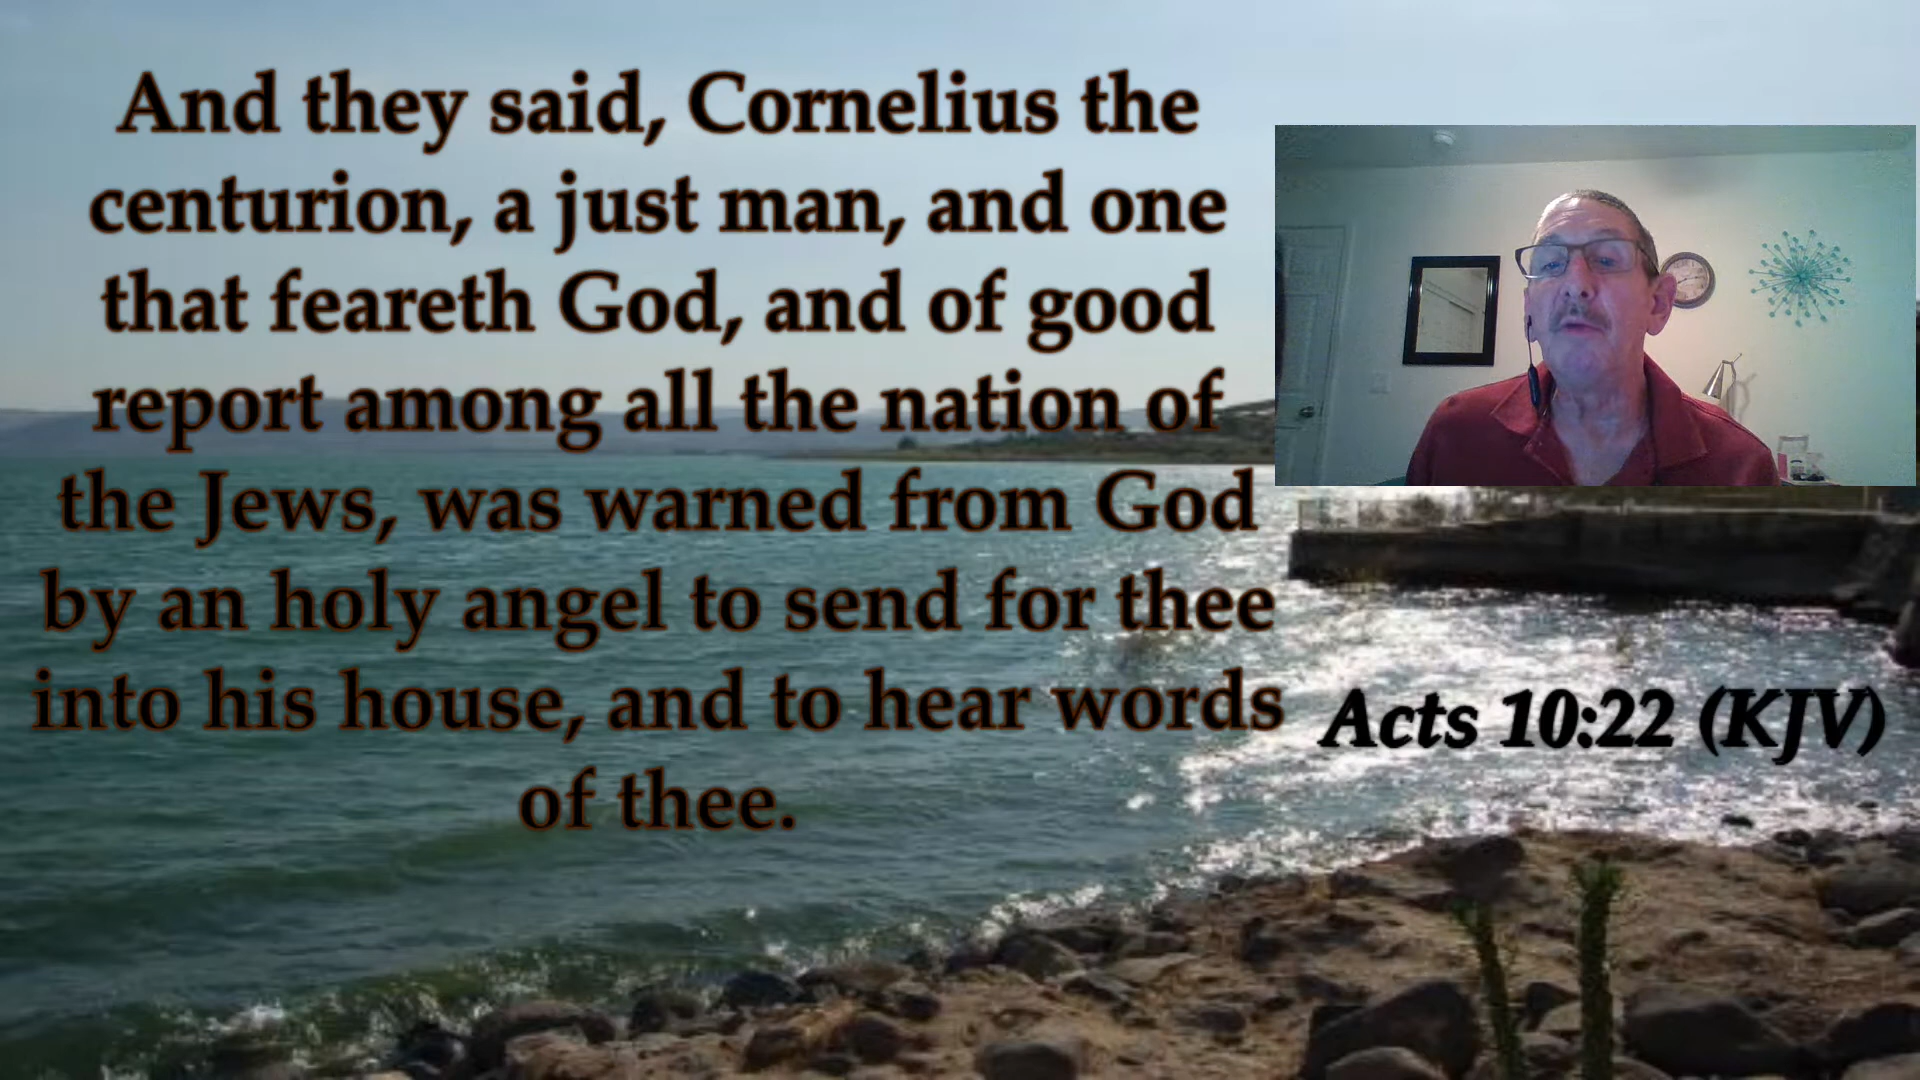 And they said, Cornelius the
centurion, a just man, and one
that feareth God, and of good
report among all the nation of
the Jews, was warned from God
by an holy angel to send for thee
into his house, and to hear words
of thee.
Acts 10:22 (KJV)